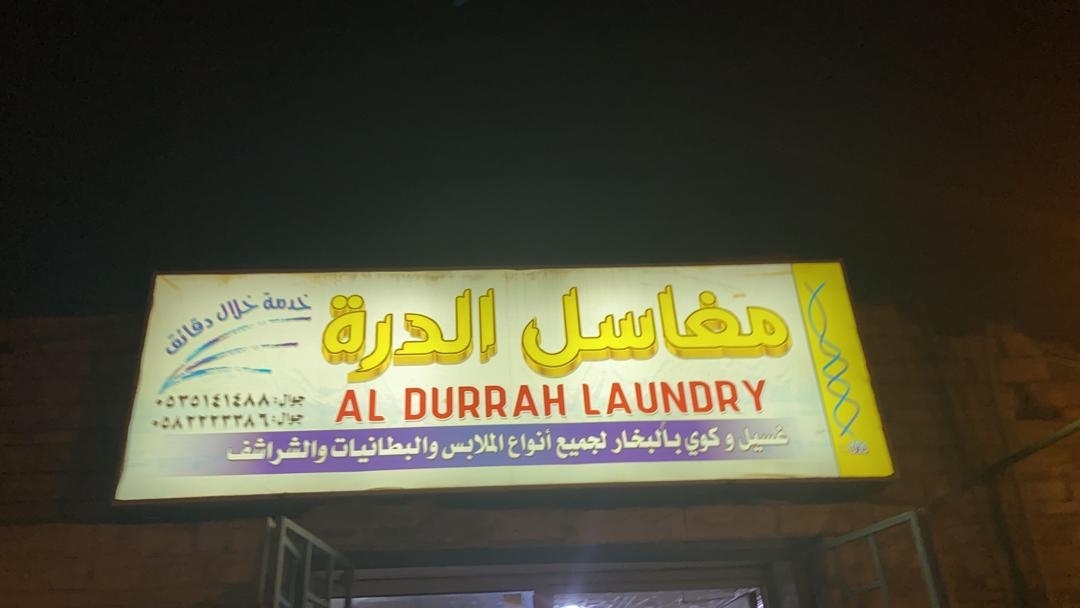 مغاسل الدرة
خدمة خلال دقائق
AL DURRAH LAUNDRY
جوال: ٠٥٣٥١٤١٤٨٨
جوال: ٠٥٨٢٢٢٣٣٨٦
غسيل و كوي بالبخار لجميع أنواع الملابس والبطانيات والشراشف